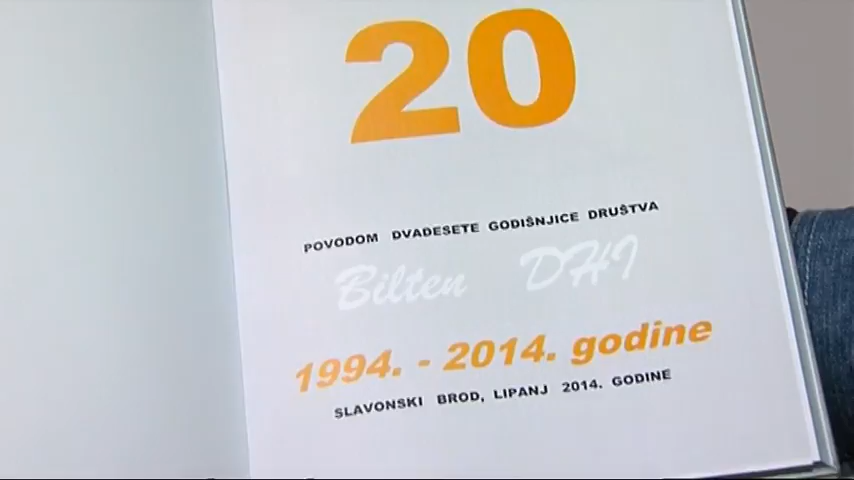 20
POVODOM DVADESETE GODIŠNJICE DRUŠTVA
Bilten DHI
1994. - 2014. godine
SLAVONSKI BROD, LIPANJ 2014. GODINE